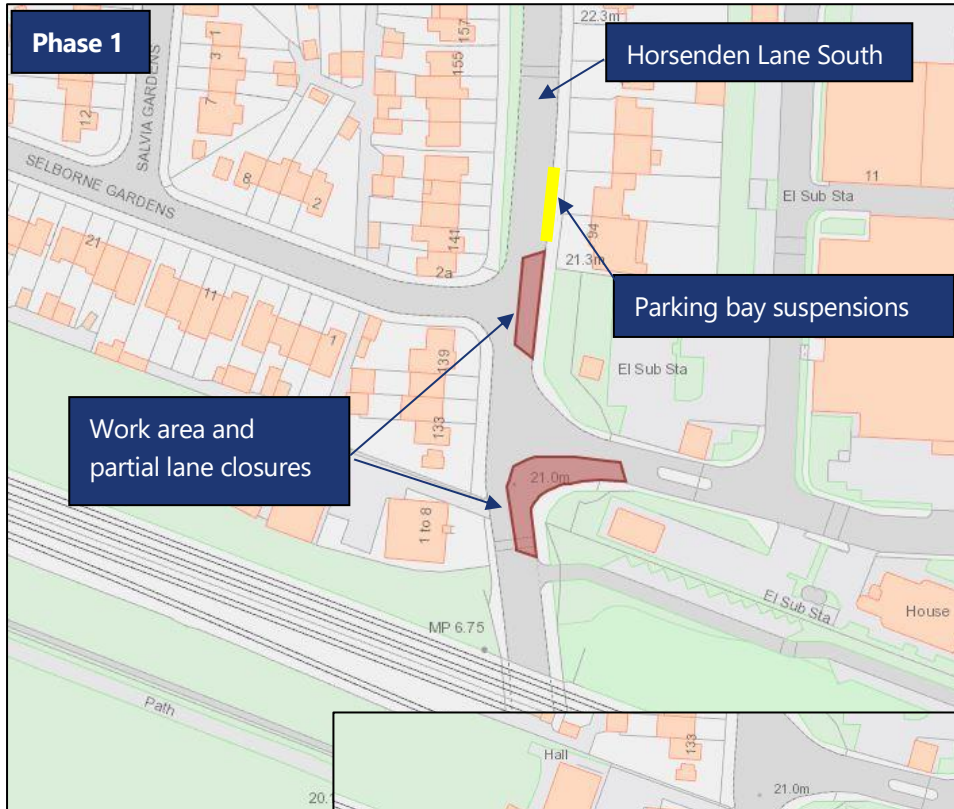 Phase 1
22.3m
Horsenden Lane South
157
155
1
3
7
12
SALVIA GARDENS
SELBORNE GARDENS
8
2
141
2a
94
21.3m
El Sub Sta
11
Parking bay suspensions
21
11
1
139
133
El Sub Sta
Work area and
partial lane closures
21.0m
1 to 8
El Sub Sta
House
MP 6.75
Path
Hall
133
21.0m
20.1